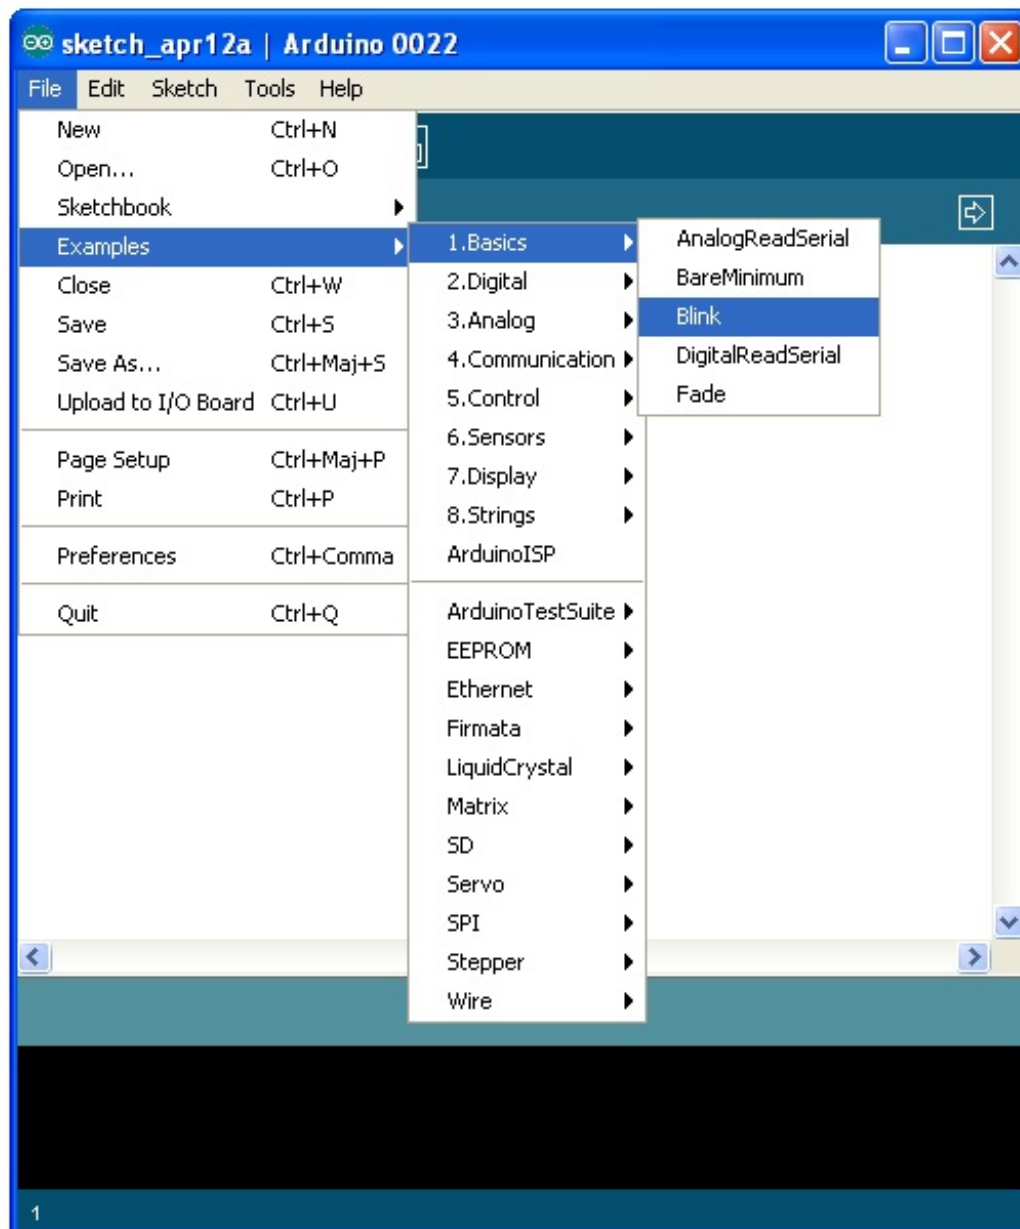 sketch_apr12a | Arduino 0022
File Edit Sketch Tools Help
New Ctrl+N
Open... Ctrl+O
Sketchbook
Examples
Close Ctrl+W
Save Ctrl+S
Save As... Ctrl+Maj+S
Upload to I/O Board Ctrl+U
Page Setup Ctrl+Maj+P
Print Ctrl+P
Preferences Ctrl+Comma
Quit Ctrl+Q
1.Basics
2.Digital
3.Analog
4.Communication
5.Control
6.Sensors
7.Display
8.Strings
ArduinoISP
ArduinoTestSuite
EEPROM
Ethernet
Firmata
LiquidCrystal
Matrix
SD
Servo
SPI
Stepper
Wire
AnalogReadSerial
BareMinimum
Blink
DigitalReadSerial
Fade
1